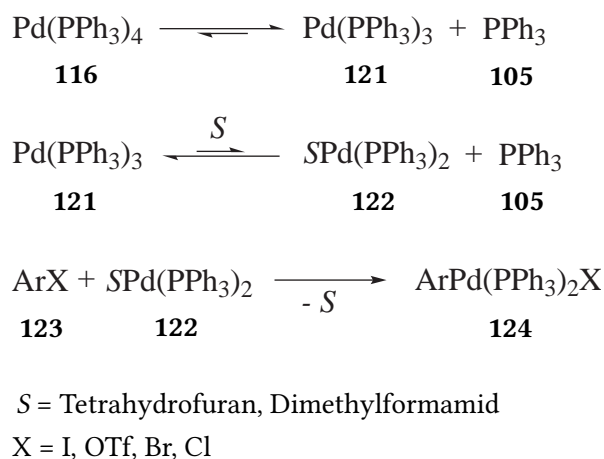 Pd(PPh3)4 Pd(PPh3)3 + PPh3
116 121 105
S
Pd(PPh3)3 SPd(PPh3)2 + PPh3
121 122 105
ArX + SPd(PPh3)2 ArPd(PPh3)2X
- S
123 122 124
S = Tetrahydrofuran, Dimethylformamid
X = I, OTf, Br, Cl